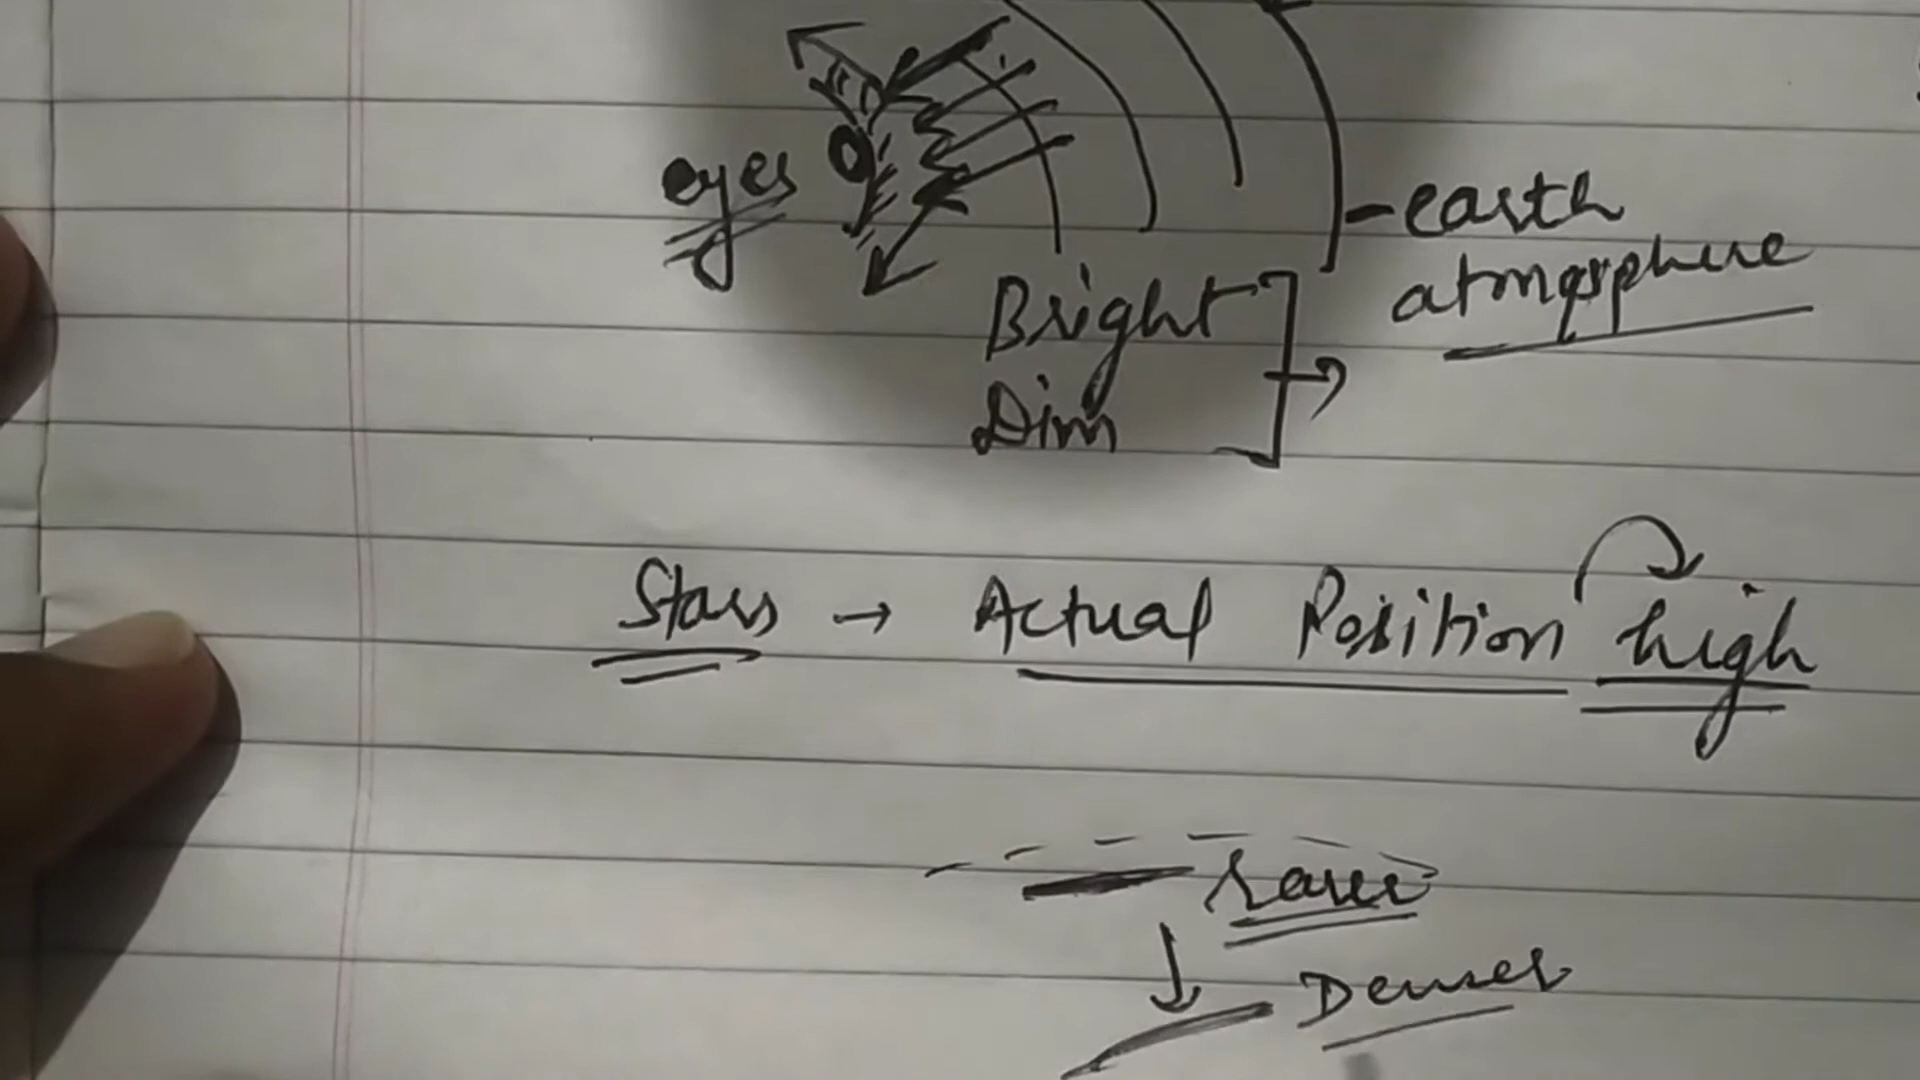 eyes
earth
atmosphere
Bright
Dim
Stars → Actual Position high
rarer
↓
Denser